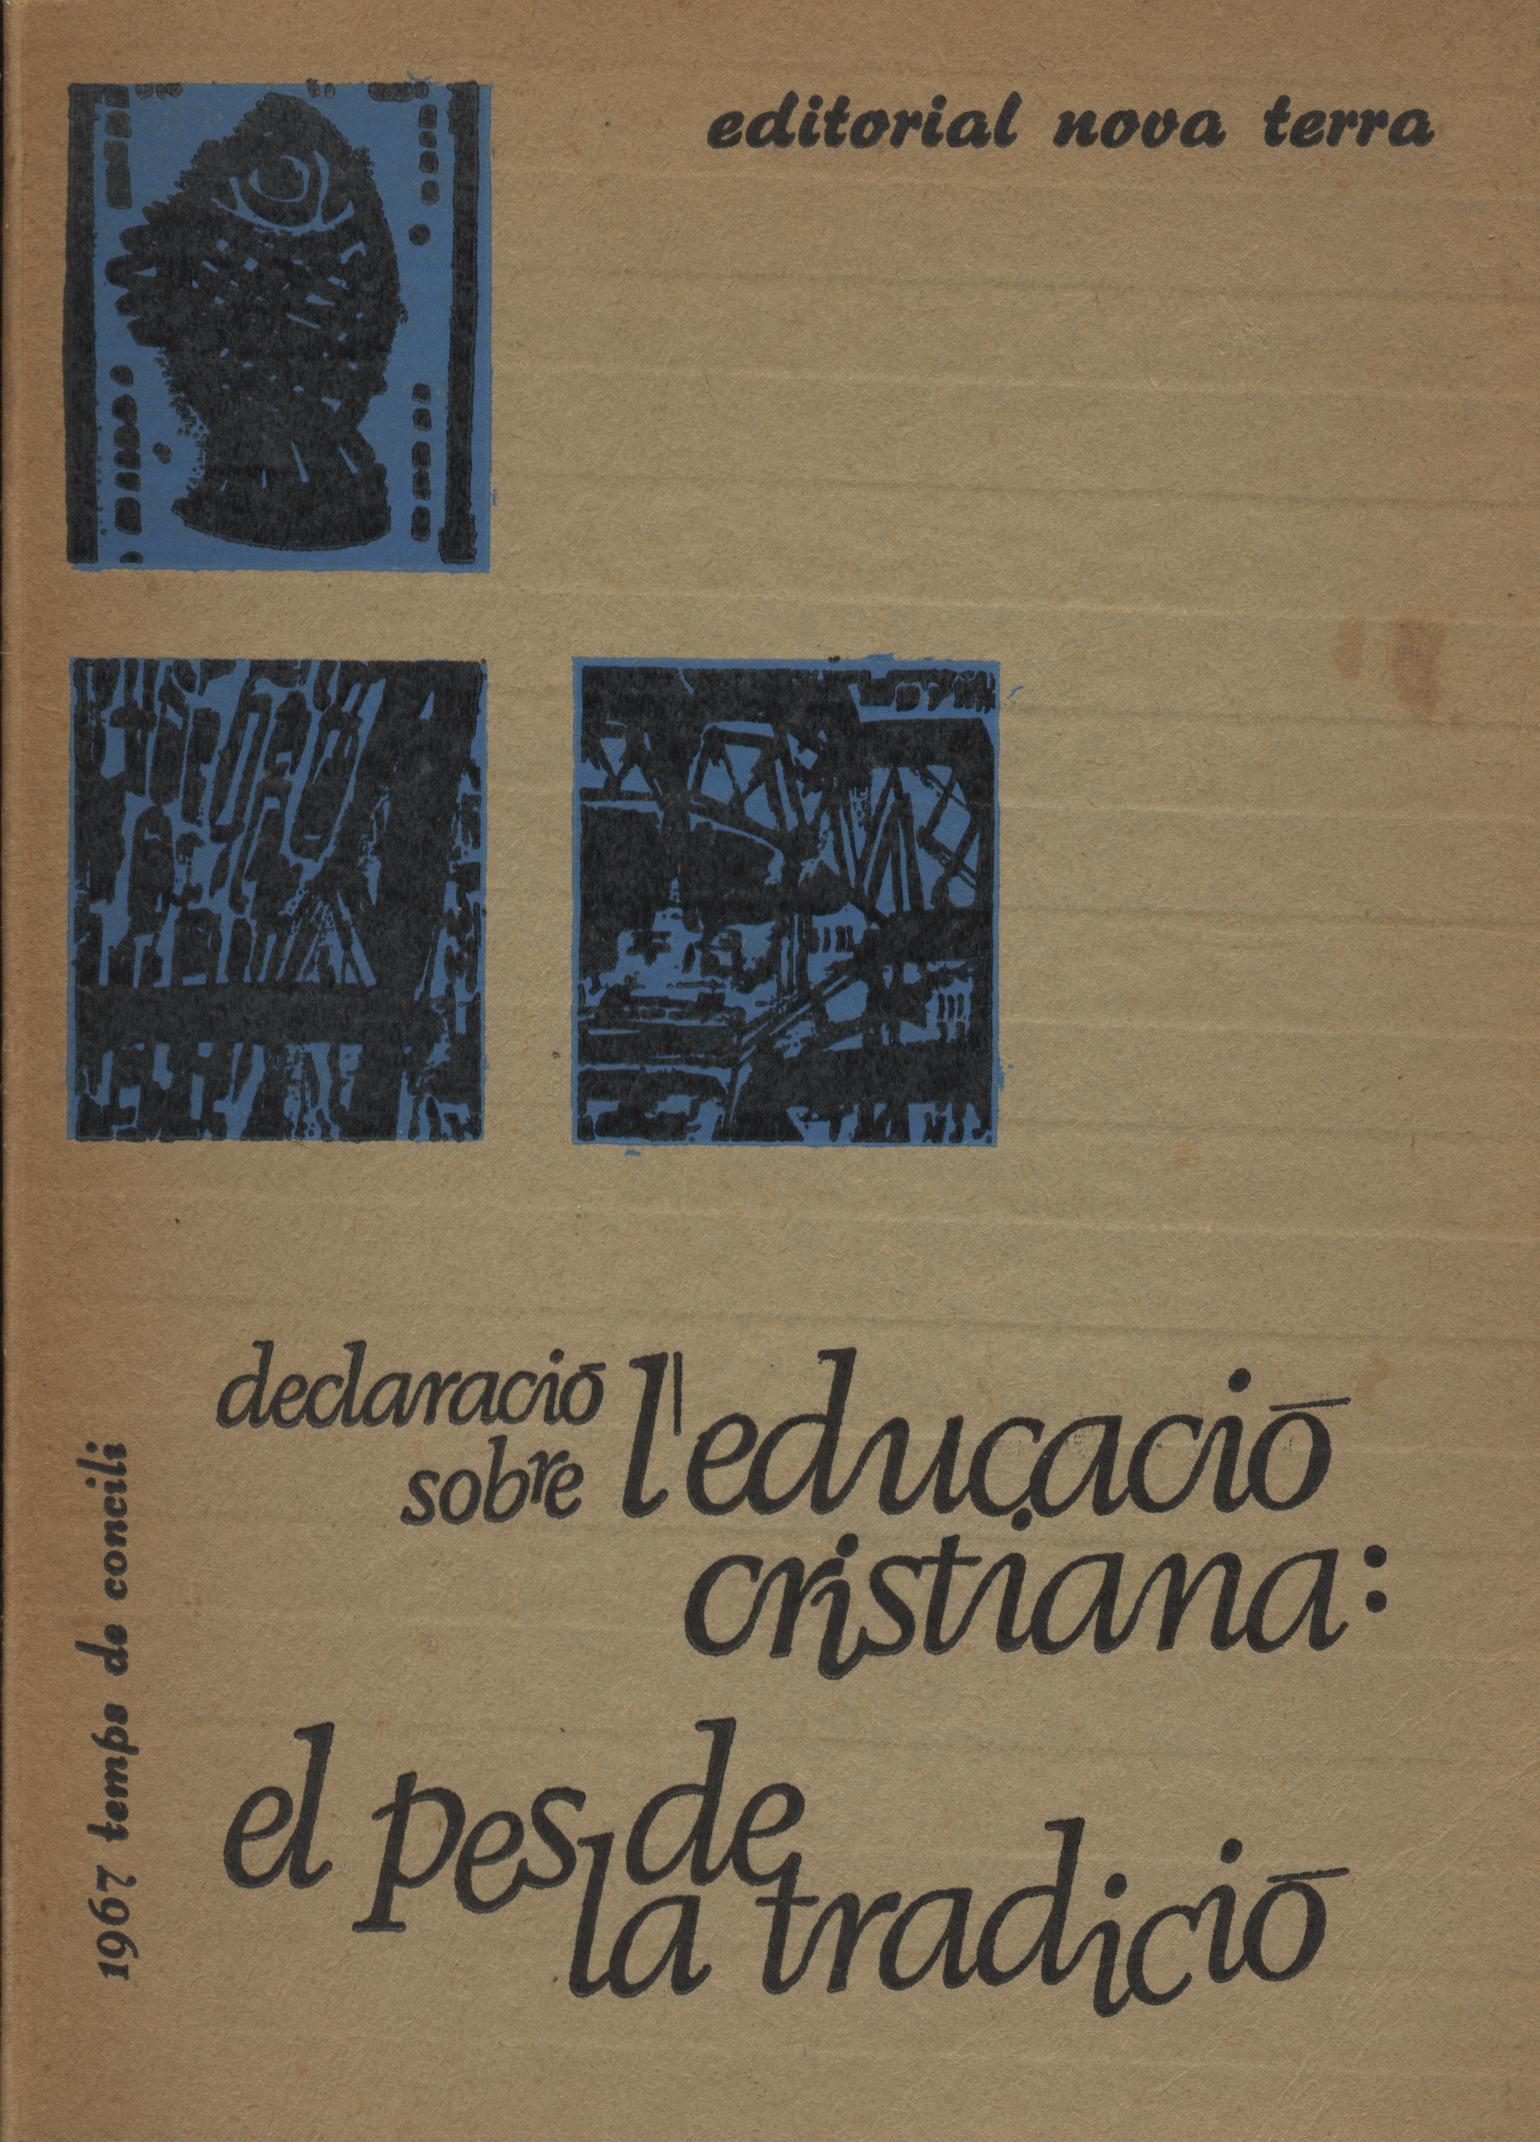 editorial nova terra
declaració
sobre l'educació
cristiana:
el pes de
la tradició
1967 temps de concili